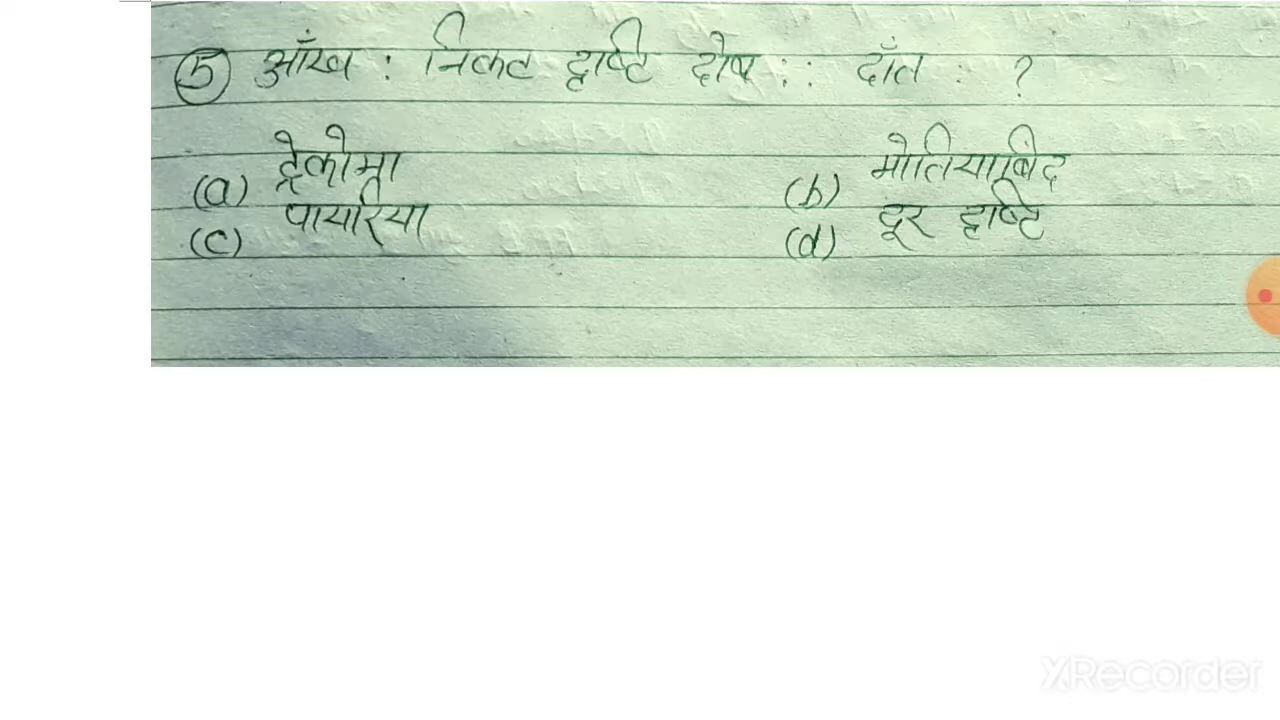 5 आँख : निकट दृष्टि दोष :: दाँत : ?
(a) ट्रेकोमा (b) मोतियाबिंद
(c) पायरिया (d) दूर दृष्टि
XRecorder